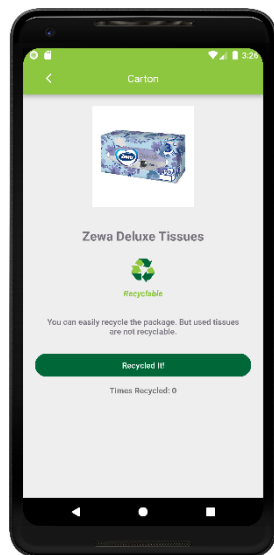 3:26
Carton
Zewa
Zewa Deluxe Tissues
Recyclable
You can easily recycle the package. But used tissues
are not recyclable.
Recycled It!
Times Recycled: 0